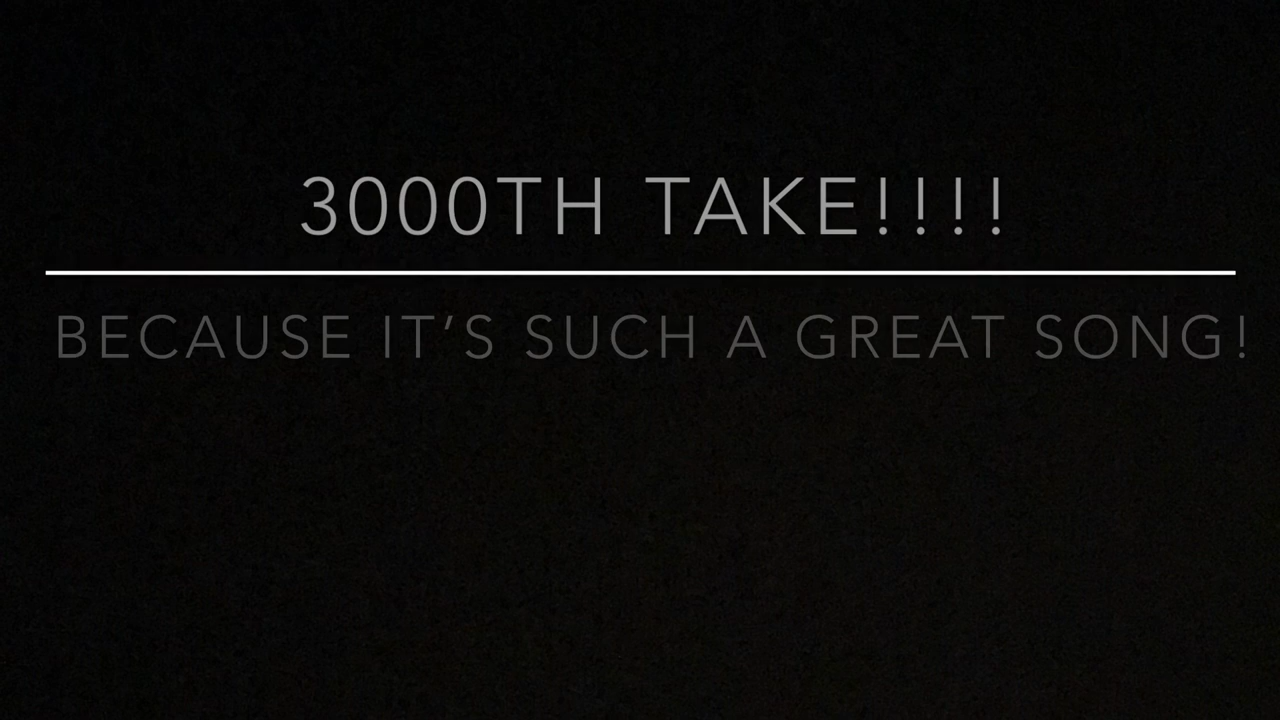 3000TH TAKE!!!!
BECAUSE IT’S SUCH A GREAT SONG!